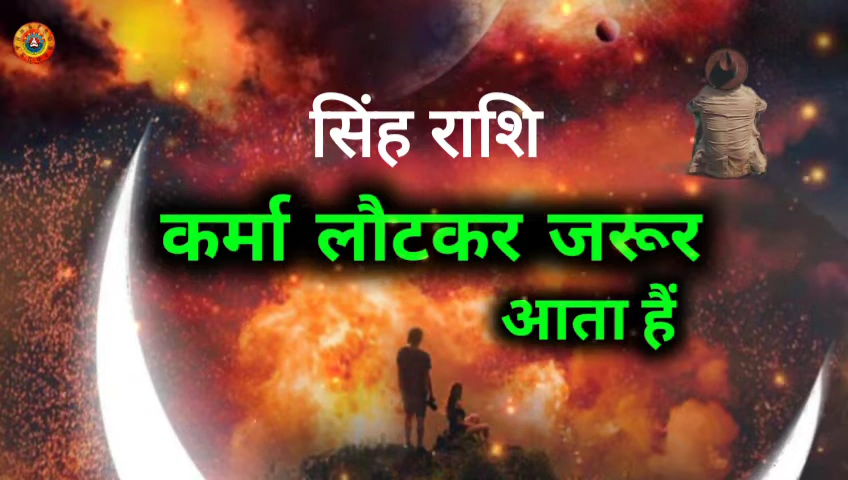 सिंह राशि
कर्मा लौटकर जरूर
आता हैं